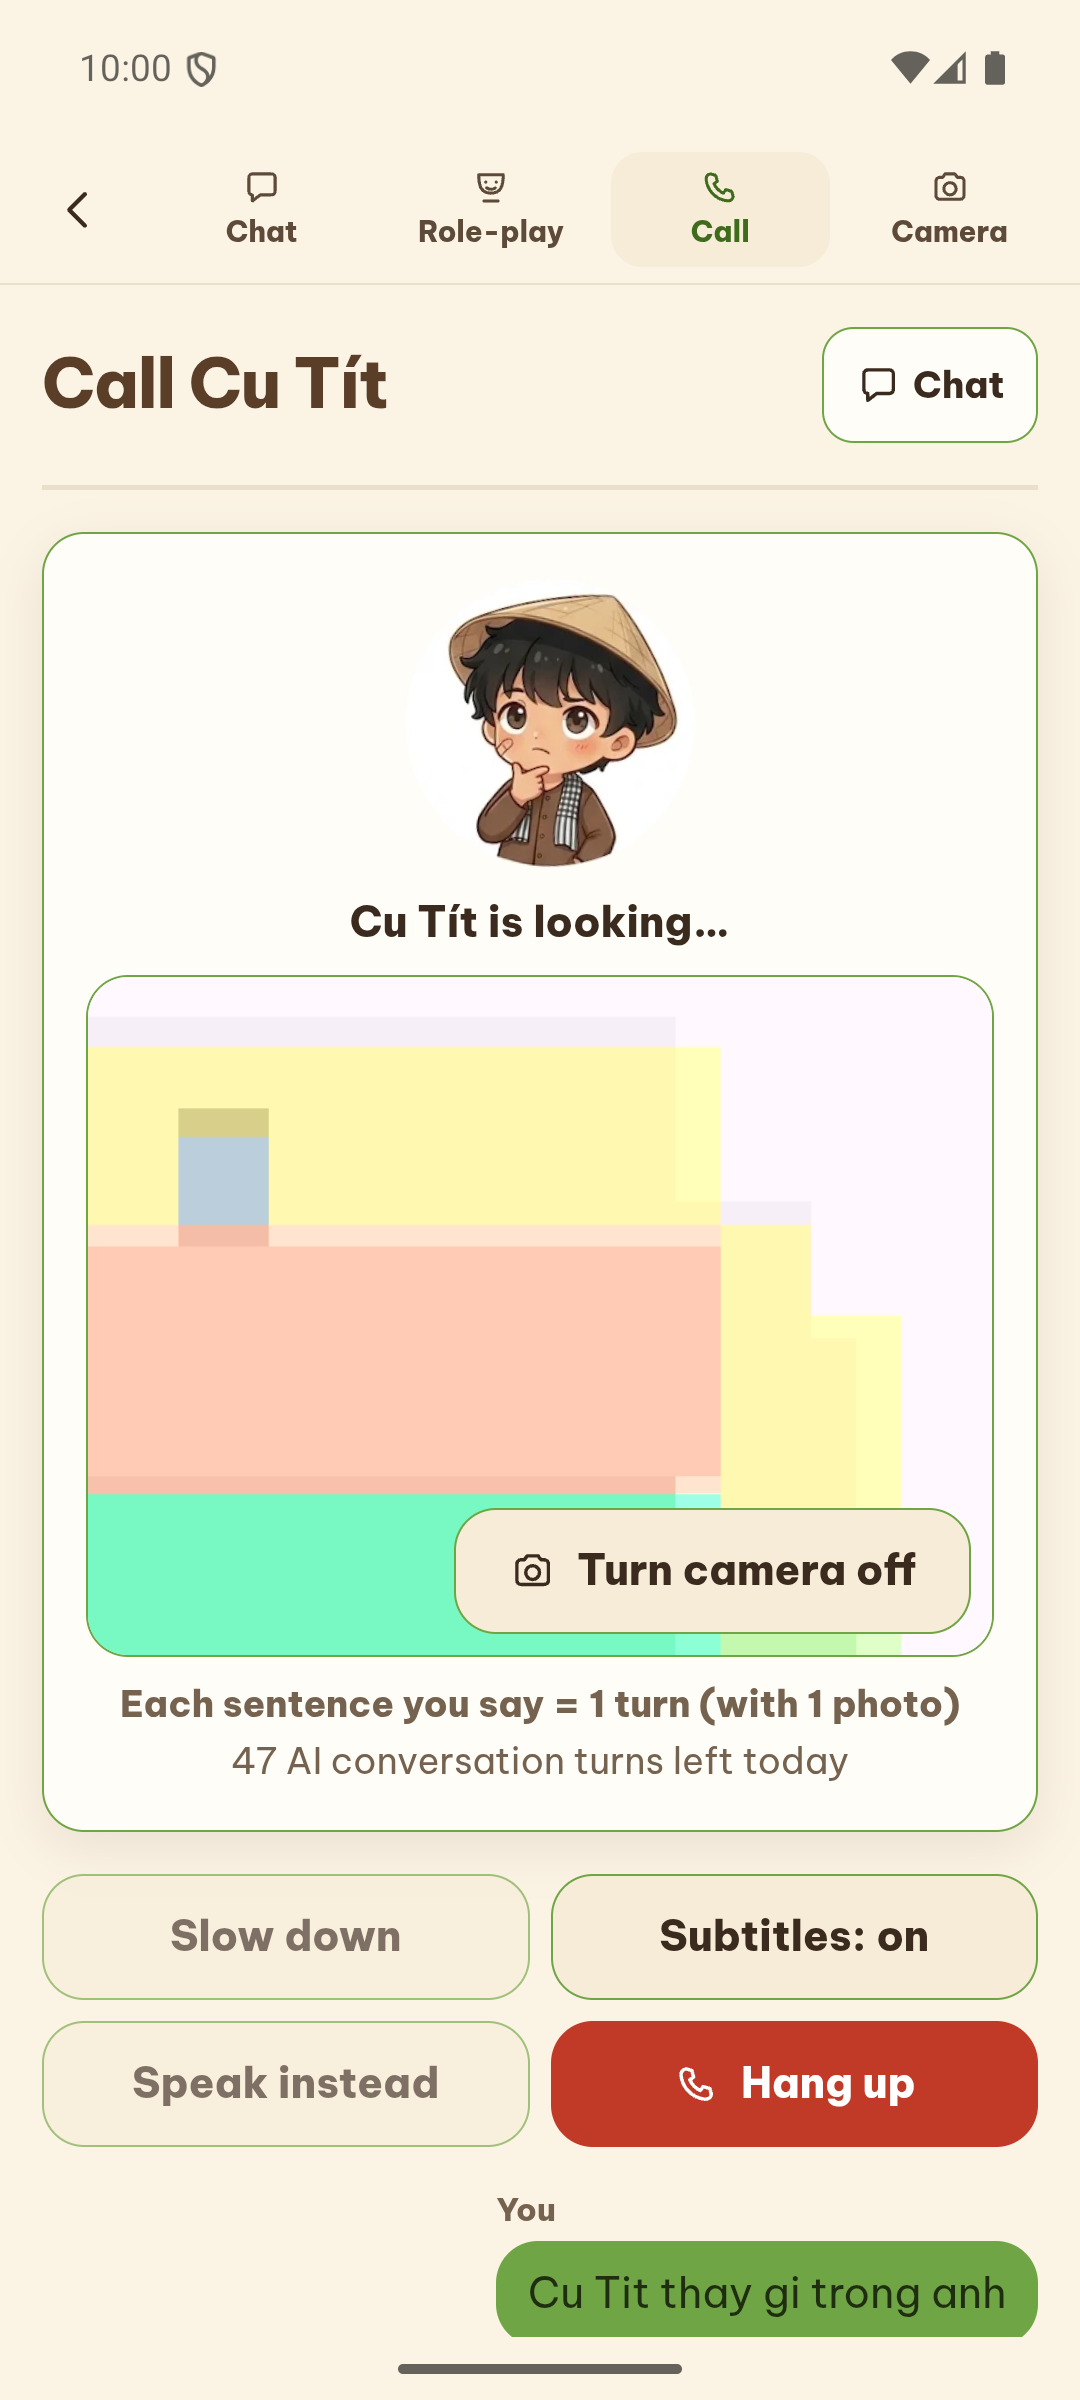 10:00
Chat
Role-play
Call
Camera
Call Cu Tít
Chat
Cu Tít is looking...
Turn camera off
Each sentence you say = 1 turn (with 1 photo)
47 AI conversation turns left today
Slow down
Subtitles: on
Speak instead
Hang up
You
Cu Tit thay gi trong anh